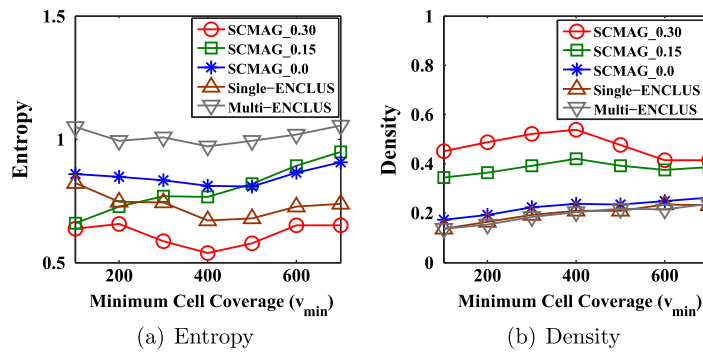 1.5
1
0.5
Entropy
SCMAG_0.30
SCMAG_0.15
SCMAG_0.0
Single−ENCLUS
Multi−ENCLUS
200 400 600
Minimum Cell Coverage (v_min)
(a) Entropy
1
0.8
0.6
0.4
0.2
0
Density
SCMAG_0.30
SCMAG_0.15
SCMAG_0.0
Single−ENCLUS
Multi−ENCLUS
200 400 600
Minimum Cell Coverage (v_min)
(b) Density